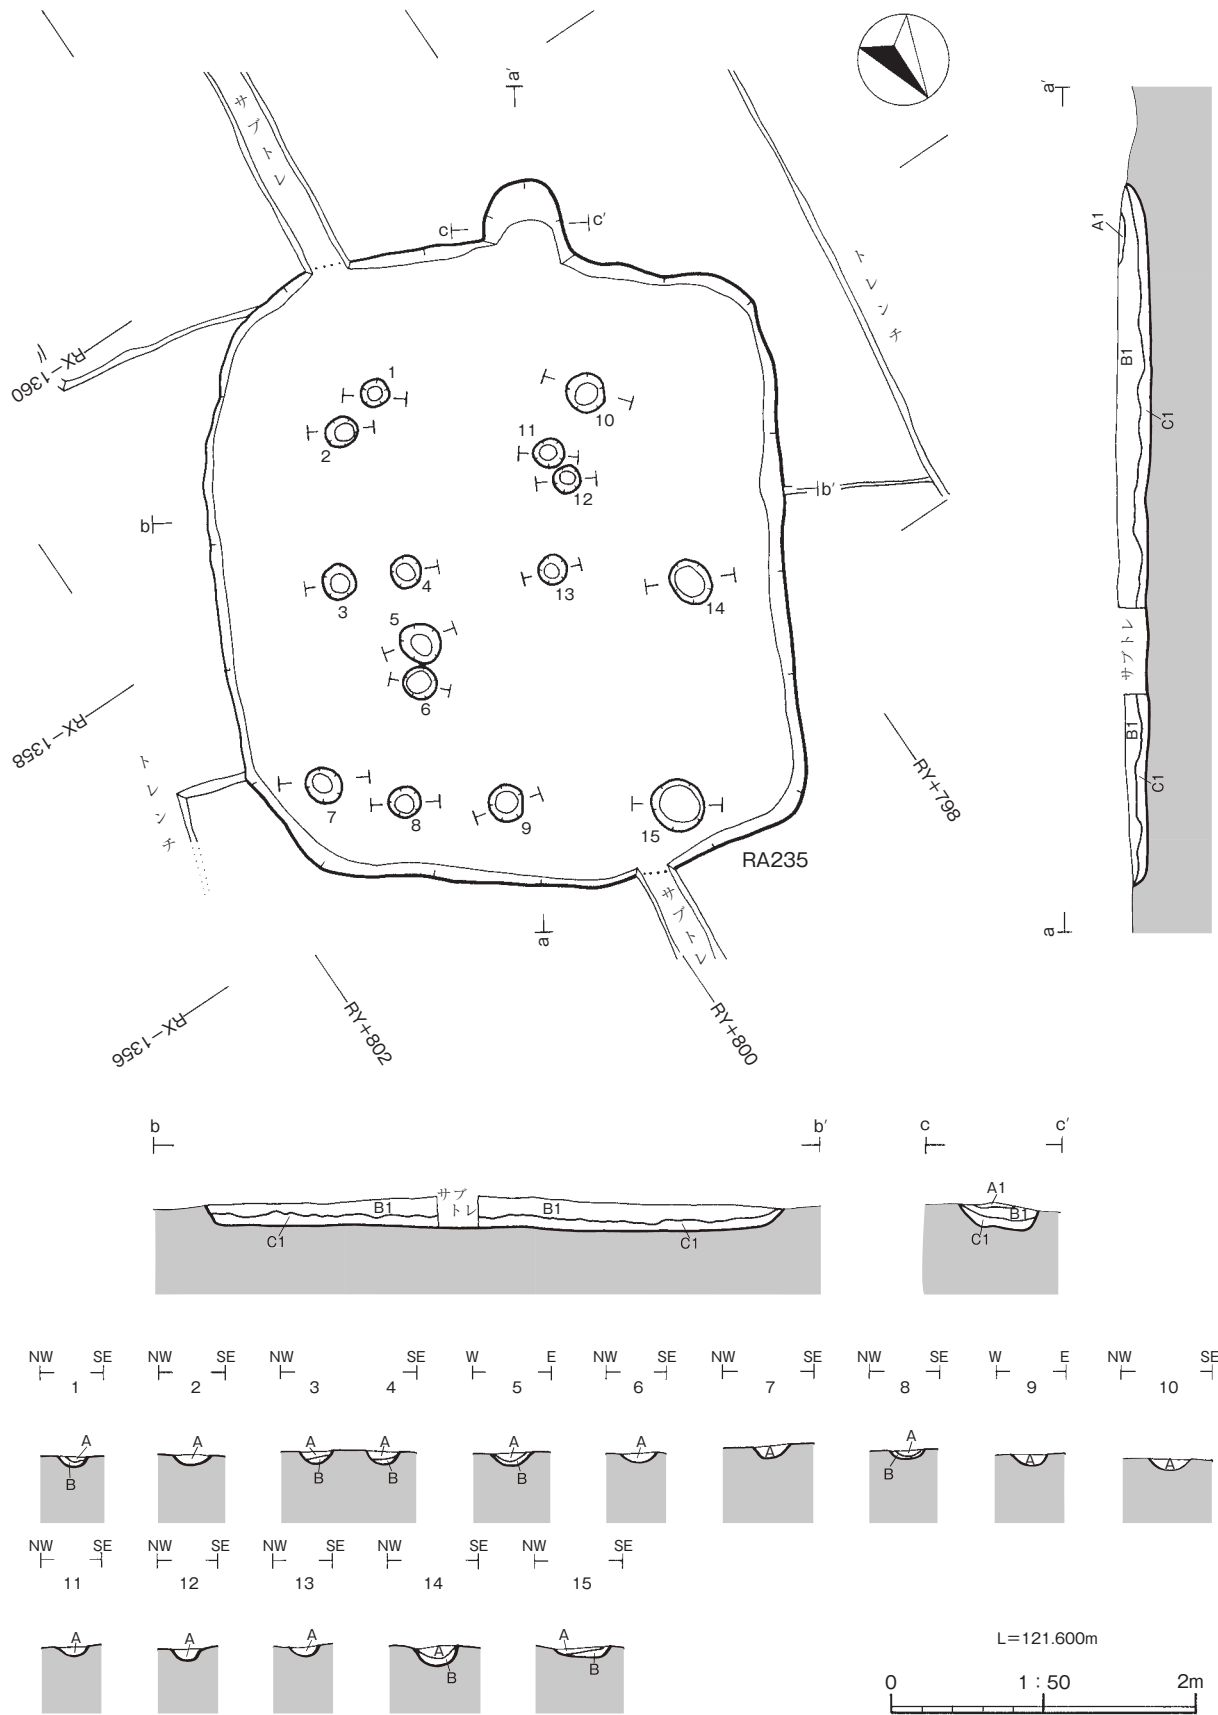 a′
サブトレ
c
c′
トレンチ
RX−1360
1
2
10
11
12
b
b′
3
4
13
14
5
6
RX−1358
トレンチ
7
8
9
15
RA235
RY+798
サブトレ
a
RX−1356
RY+802
RY+800
a′
A1
B1
C1
サブトレ
B1
C1
a
b
b′
サブトレ
B1
B1
C1
C1
c
c′
A1
B1
C1
NW SE
1
A
B
NW SE
2
A
NW SE
3 4
A A
B B
W E
5
A
B
NW SE
6
A
NW SE
7
A
NW SE
8
A
B
W E
9
A
NW SE
10
A
NW SE
11
A
NW SE
12
A
NW SE
13
A
NW SE
14
A
B
NW SE
15
A
B
L=121.600m
0 1:50 2m